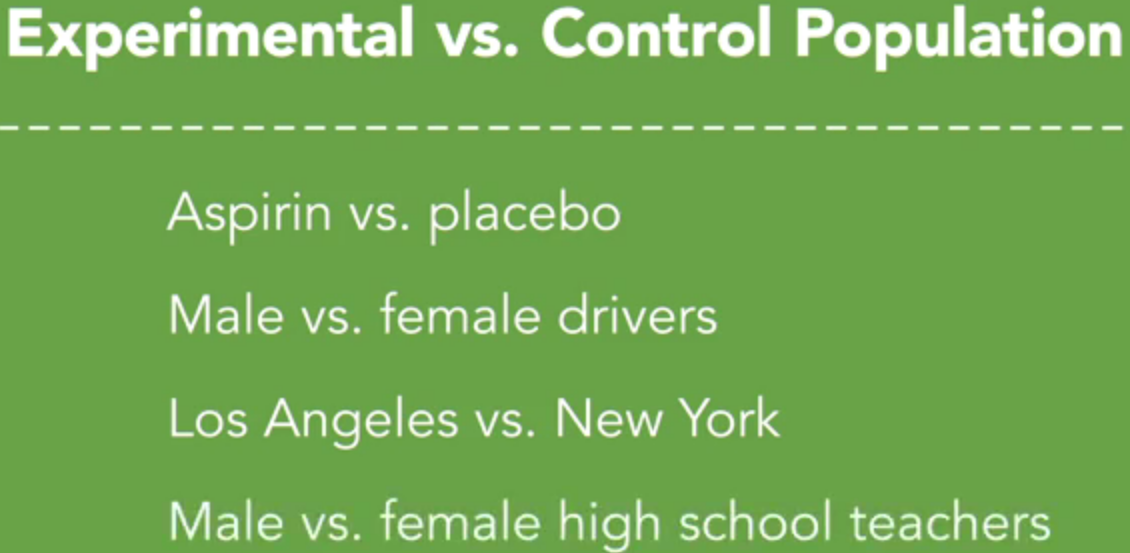 Experimental vs. Control Population
Aspirin vs. placebo
Male vs. female drivers
Los Angeles vs. New York
Male vs. female high school teachers